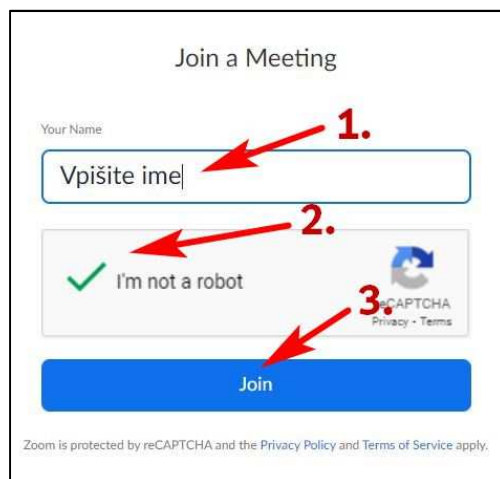 Join a Meeting
1.
Your Name
Vpišite ime
2.
I'm not a robot
3.
reCAPTCHA
Privacy - Terms
Join
Zoom is protected by reCAPTCHA and the Privacy Policy and Terms of Service apply.